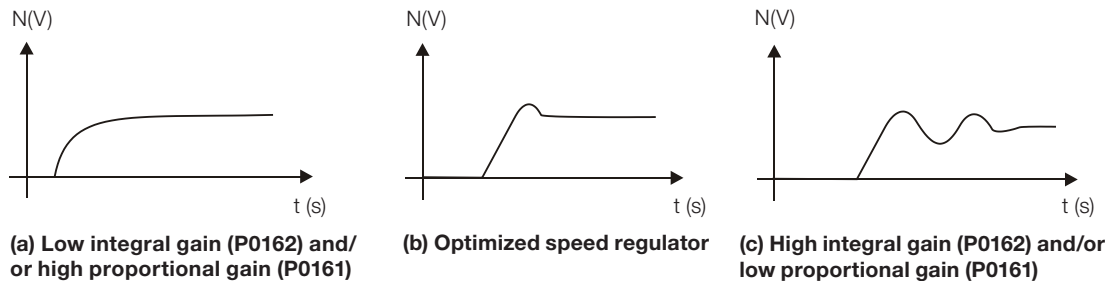 N(V)
t (s)
(a) Low integral gain (P0162) and/
or high proportional gain (P0161)
N(V)
t (s)
(b) Optimized speed regulator
N(V)
t (s)
(c) High integral gain (P0162) and/or
low proportional gain (P0161)